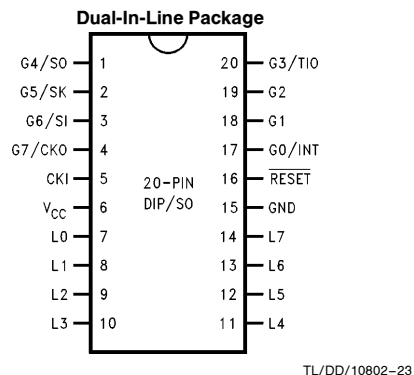 Dual-In-Line Package
G4/SO 1 20 G3/TIO
G5/SK 2 19 G2
G6/SI 3 18 G1
G7/CKO 4 17 G0/INT
CKI 5 16 RESET
20-PIN
DIP/SO
VCC 6 15 GND
L0 7 14 L7
L1 8 13 L6
L2 9 12 L5
L3 10 11 L4
TL/DD/10802-23